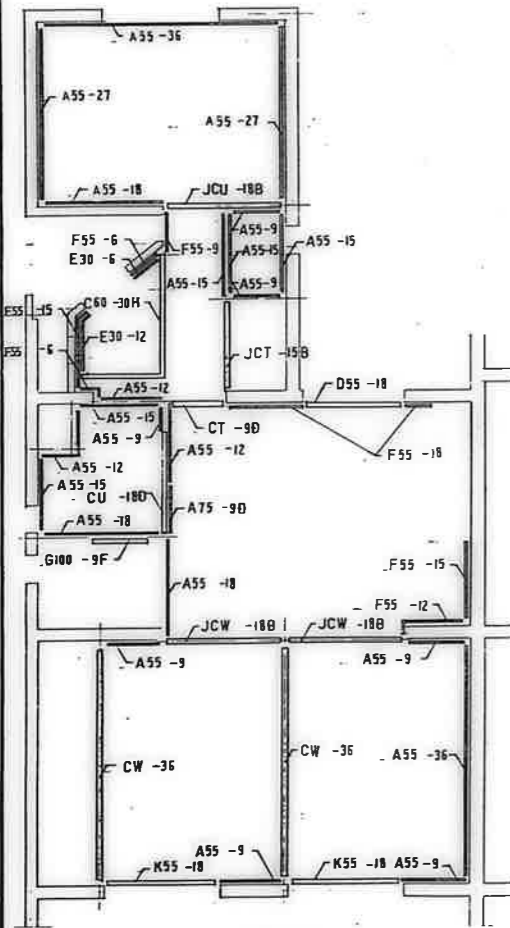 A55 -36
A55 -27
A55 -27
A55 -18
JCU -18B
F55 -6
E30 -6
F55 -9
A55-9
A55-15
A55 -15
A55-15
A55-9
E55 -15
C60 -30H
E30 -12
F55 -6
JCT -15B
A55-12
D55 -18
A55 -15
A55 -9
CT -9D
F55 -18
A55 -12
A55 -12
A55 -15
CU -18D
A75 -9D
A55 -18
G100 -9F
A55 -18
F55 -15
F55 -12
JCW -18B
JCW -18B
A55 -9
A55 -9
CW -36
CW -36
A55 -36
A55 -9
K55 -18
K55 -18
A55 -9